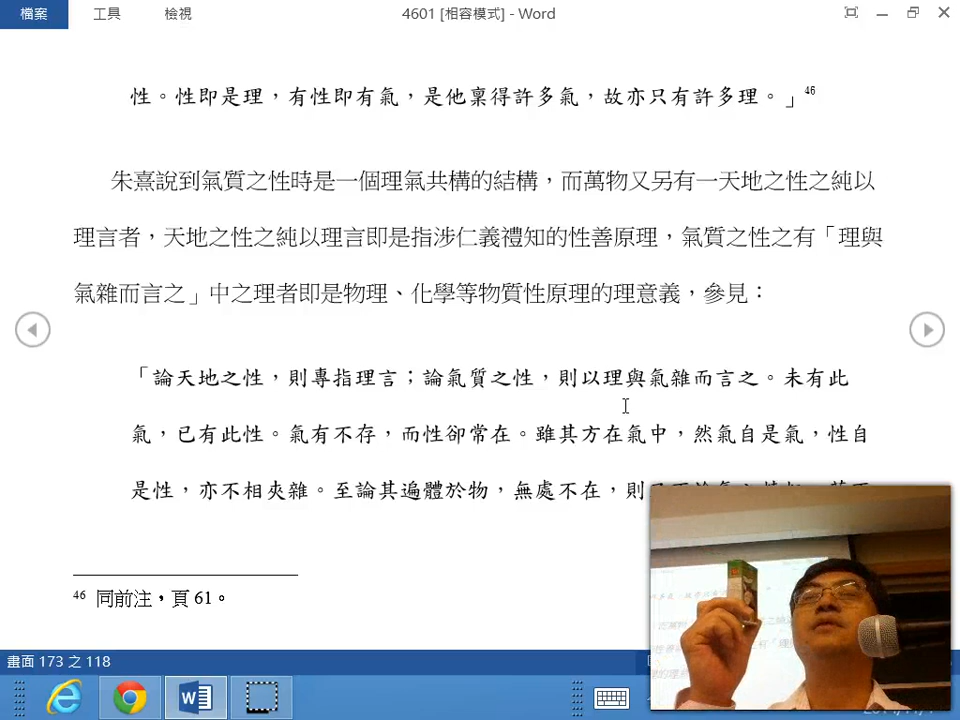 檔案 工具 檢視 4601 [相容模式] - Word
性。性即是理，有性即有氣，是他稟得許多氣，故亦只有許多理。」46
朱熹說到氣質之性時是一個理氣共構的結構，而萬物又另有一天地之性之純以
理言者，天地之性之純以理言即是指涉仁義禮知的性善原理，氣質之性之有「理與
氣雜而言之」中之理者即是物理、化學等物質性原理的理意義，參見：
「論天地之性，則專指理言；論氣質之性，則以理與氣雜而言之。未有此
氣，已有此性。氣有不存，而性卻常在。雖其方在氣中，然氣自是氣，性自
是性，亦不相夾雜。至論其遍體於物，無處不在，則
46 同前注，頁 61。
畫面 173 之 118